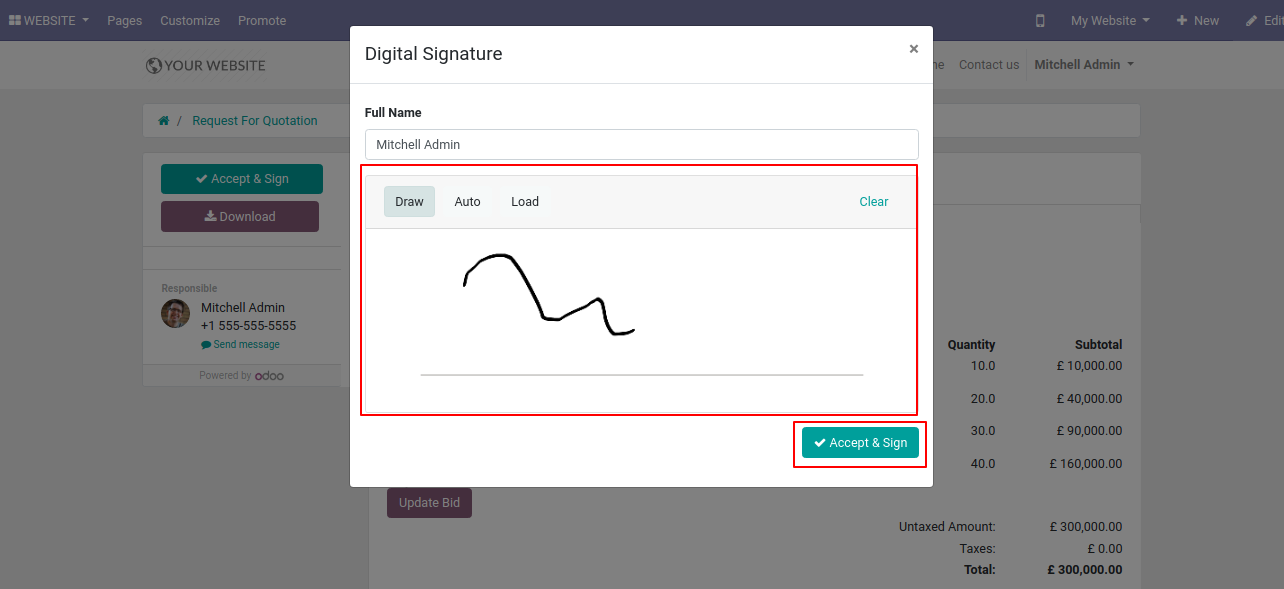 WEBSITE Pages Customize Promote My Website New Edit
YOUR WEBSITE Contact us Mitchell Admin
Digital Signature ×
Full Name
/ Request For Quotation
Mitchell Admin
Accept & Sign
Draw Auto Load Clear
Download
Responsible
Mitchell Admin
+1 555-555-5555
Send message
Powered by odoo
Quantity Subtotal
10.0 £ 10,000.00
20.0 £ 40,000.00
30.0 £ 90,000.00
40.0 £ 160,000.00
Accept & Sign
Update Bid
Untaxed Amount: £ 300,000.00
Taxes: £ 0.00
Total: £ 300,000.00